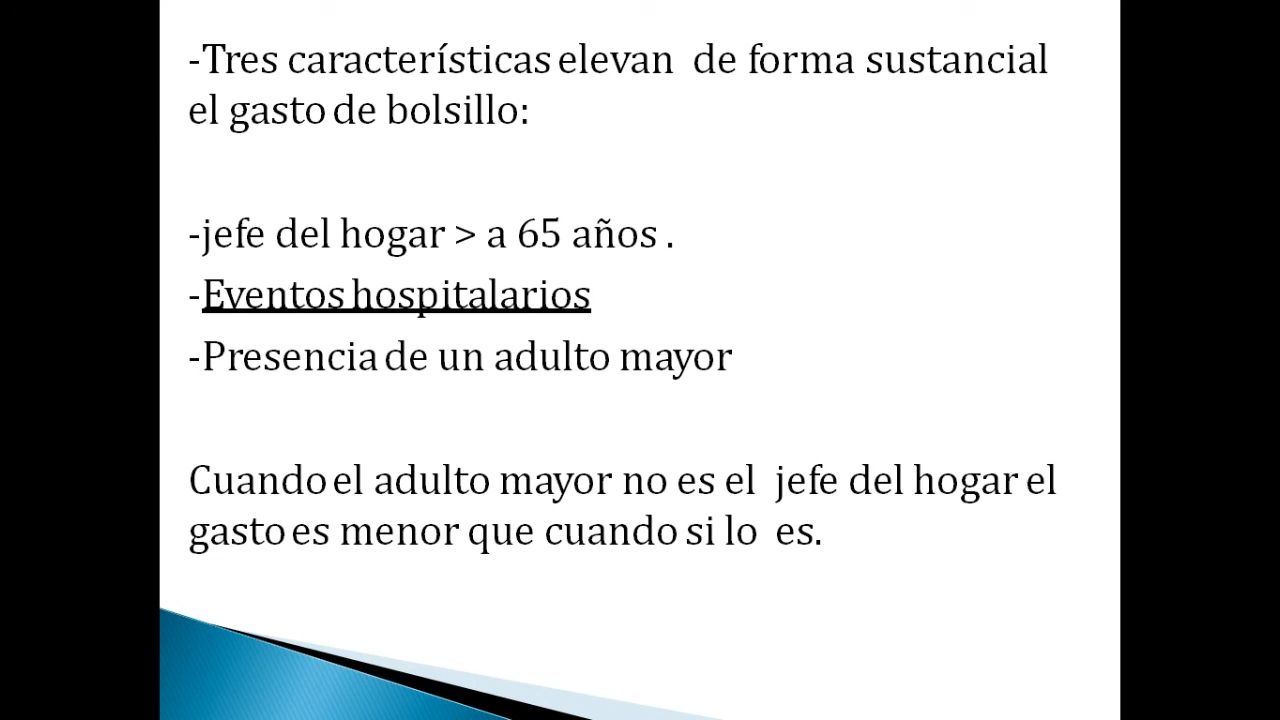 -Tres características elevan de forma sustancial
el gasto de bolsillo:
-jefe del hogar > a 65 años .
-Eventos hospitalarios
-Presencia de un adulto mayor
Cuando el adulto mayor no es el jefe del hogar el
gasto es menor que cuando si lo es.